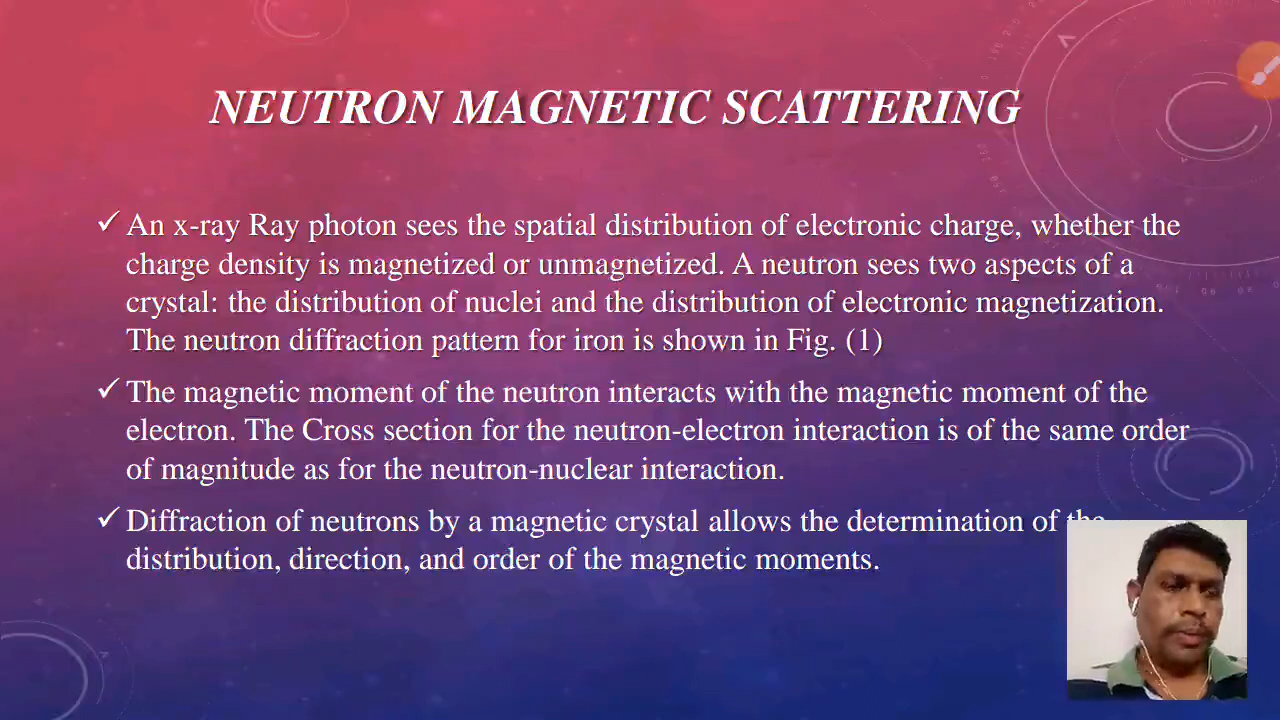 NEUTRON MAGNETIC SCATTERING
✓ An x-ray Ray photon sees the spatial distribution of electronic charge, whether the
charge density is magnetized or unmagnetized. A neutron sees two aspects of a
crystal: the distribution of nuclei and the distribution of electronic magnetization.
The neutron diffraction pattern for iron is shown in Fig. (1)
✓ The magnetic moment of the neutron interacts with the magnetic moment of the
electron. The Cross section for the neutron-electron interaction is of the same order
of magnitude as for the neutron-nuclear interaction.
✓ Diffraction of neutrons by a magnetic crystal allows the determination of the
distribution, direction, and order of the magnetic moments.